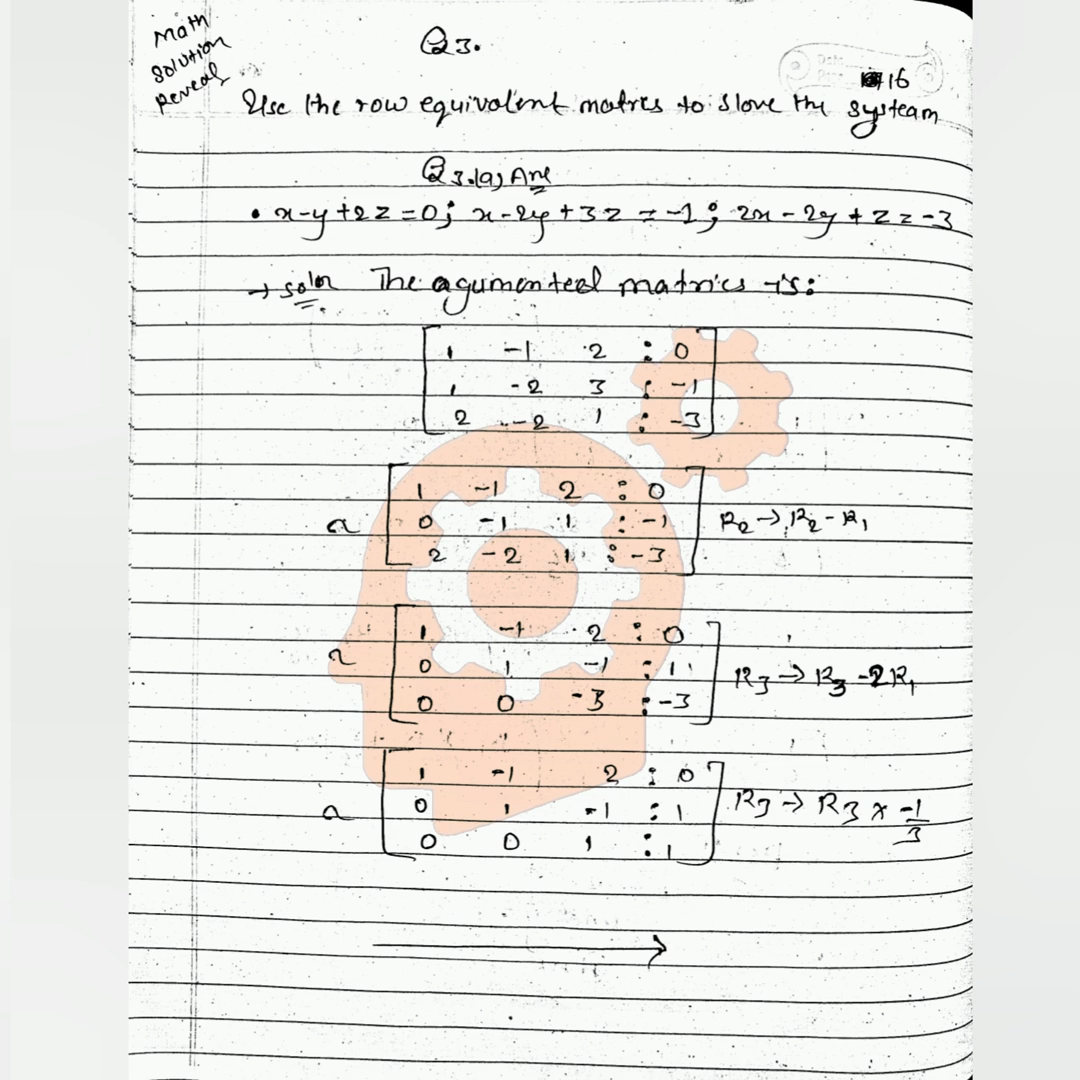 Math
Solution
Reveal
Q 3.
16
Use the row equivalent matrics to slove the systeam
Q 3.(a) Ans
• x-y+2z=0; x-2y+3z=-1; 2x-2y+z=-3
→ soln The agumented matrics is:
[1 -1 2 : 0
1 -2 3 : -1
2 -2 1 : -3]
~ [1 -1 2 : 0
0 -1 1 : -1
2 -2 1 : -3] R2 → R2 - R1
~ [1 -1 2 : 0
0 1 -1 : 1
0 0 -3 : -3] R3 → R3 - 2R1
~ [1 -1 2 : 0
0 1 -1 : 1
0 0 1 : 1] R3 → R3 × -1/3